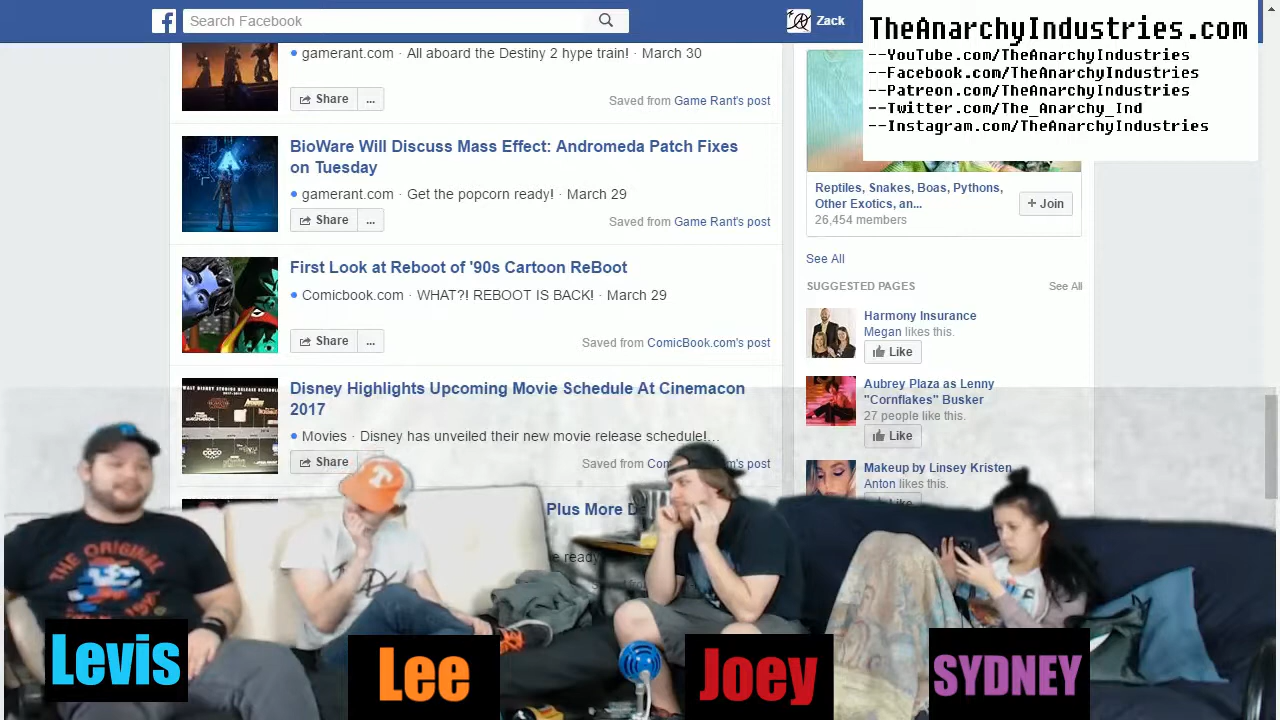 Search Facebook
Zack
TheAnarchyIndustries.com
--YouTube.com/TheAnarchyIndustries
--Facebook.com/TheAnarchyIndustries
--Patreon.com/TheAnarchyIndustries
--Twitter.com/The_Anarchy_Ind
--Instagram.com/TheAnarchyIndustries
gamerant.com · All aboard the Destiny 2 hype train! · March 30
Share
...
Saved from Game Rant's post
BioWare Will Discuss Mass Effect: Andromeda Patch Fixes
on Tuesday
gamerant.com · Get the popcorn ready! · March 29
Share
...
Saved from Game Rant's post
First Look at Reboot of '90s Cartoon ReBoot
Comicbook.com · WHAT?! REBOOT IS BACK! · March 29
Share
...
Saved from ComicBook.com's post
Disney Highlights Upcoming Movie Schedule At Cinemacon
2017
Movies · Disney has unveiled their new movie release schedule!...
Share
Saved from
post
Plus More
ready
Reptiles, Snakes, Boas, Pythons,
Other Exotics, an...
26,454 members
+ Join
See All
SUGGESTED PAGES
See All
Harmony Insurance
Megan likes this.
Like
Aubrey Plaza as Lenny
"Cornflakes" Busker
27 people like this.
Like
Makeup by Linsey Kristen
Anton likes this.
Like
THE ORIGINAL
Levis
Lee
Joey
SYDNEY